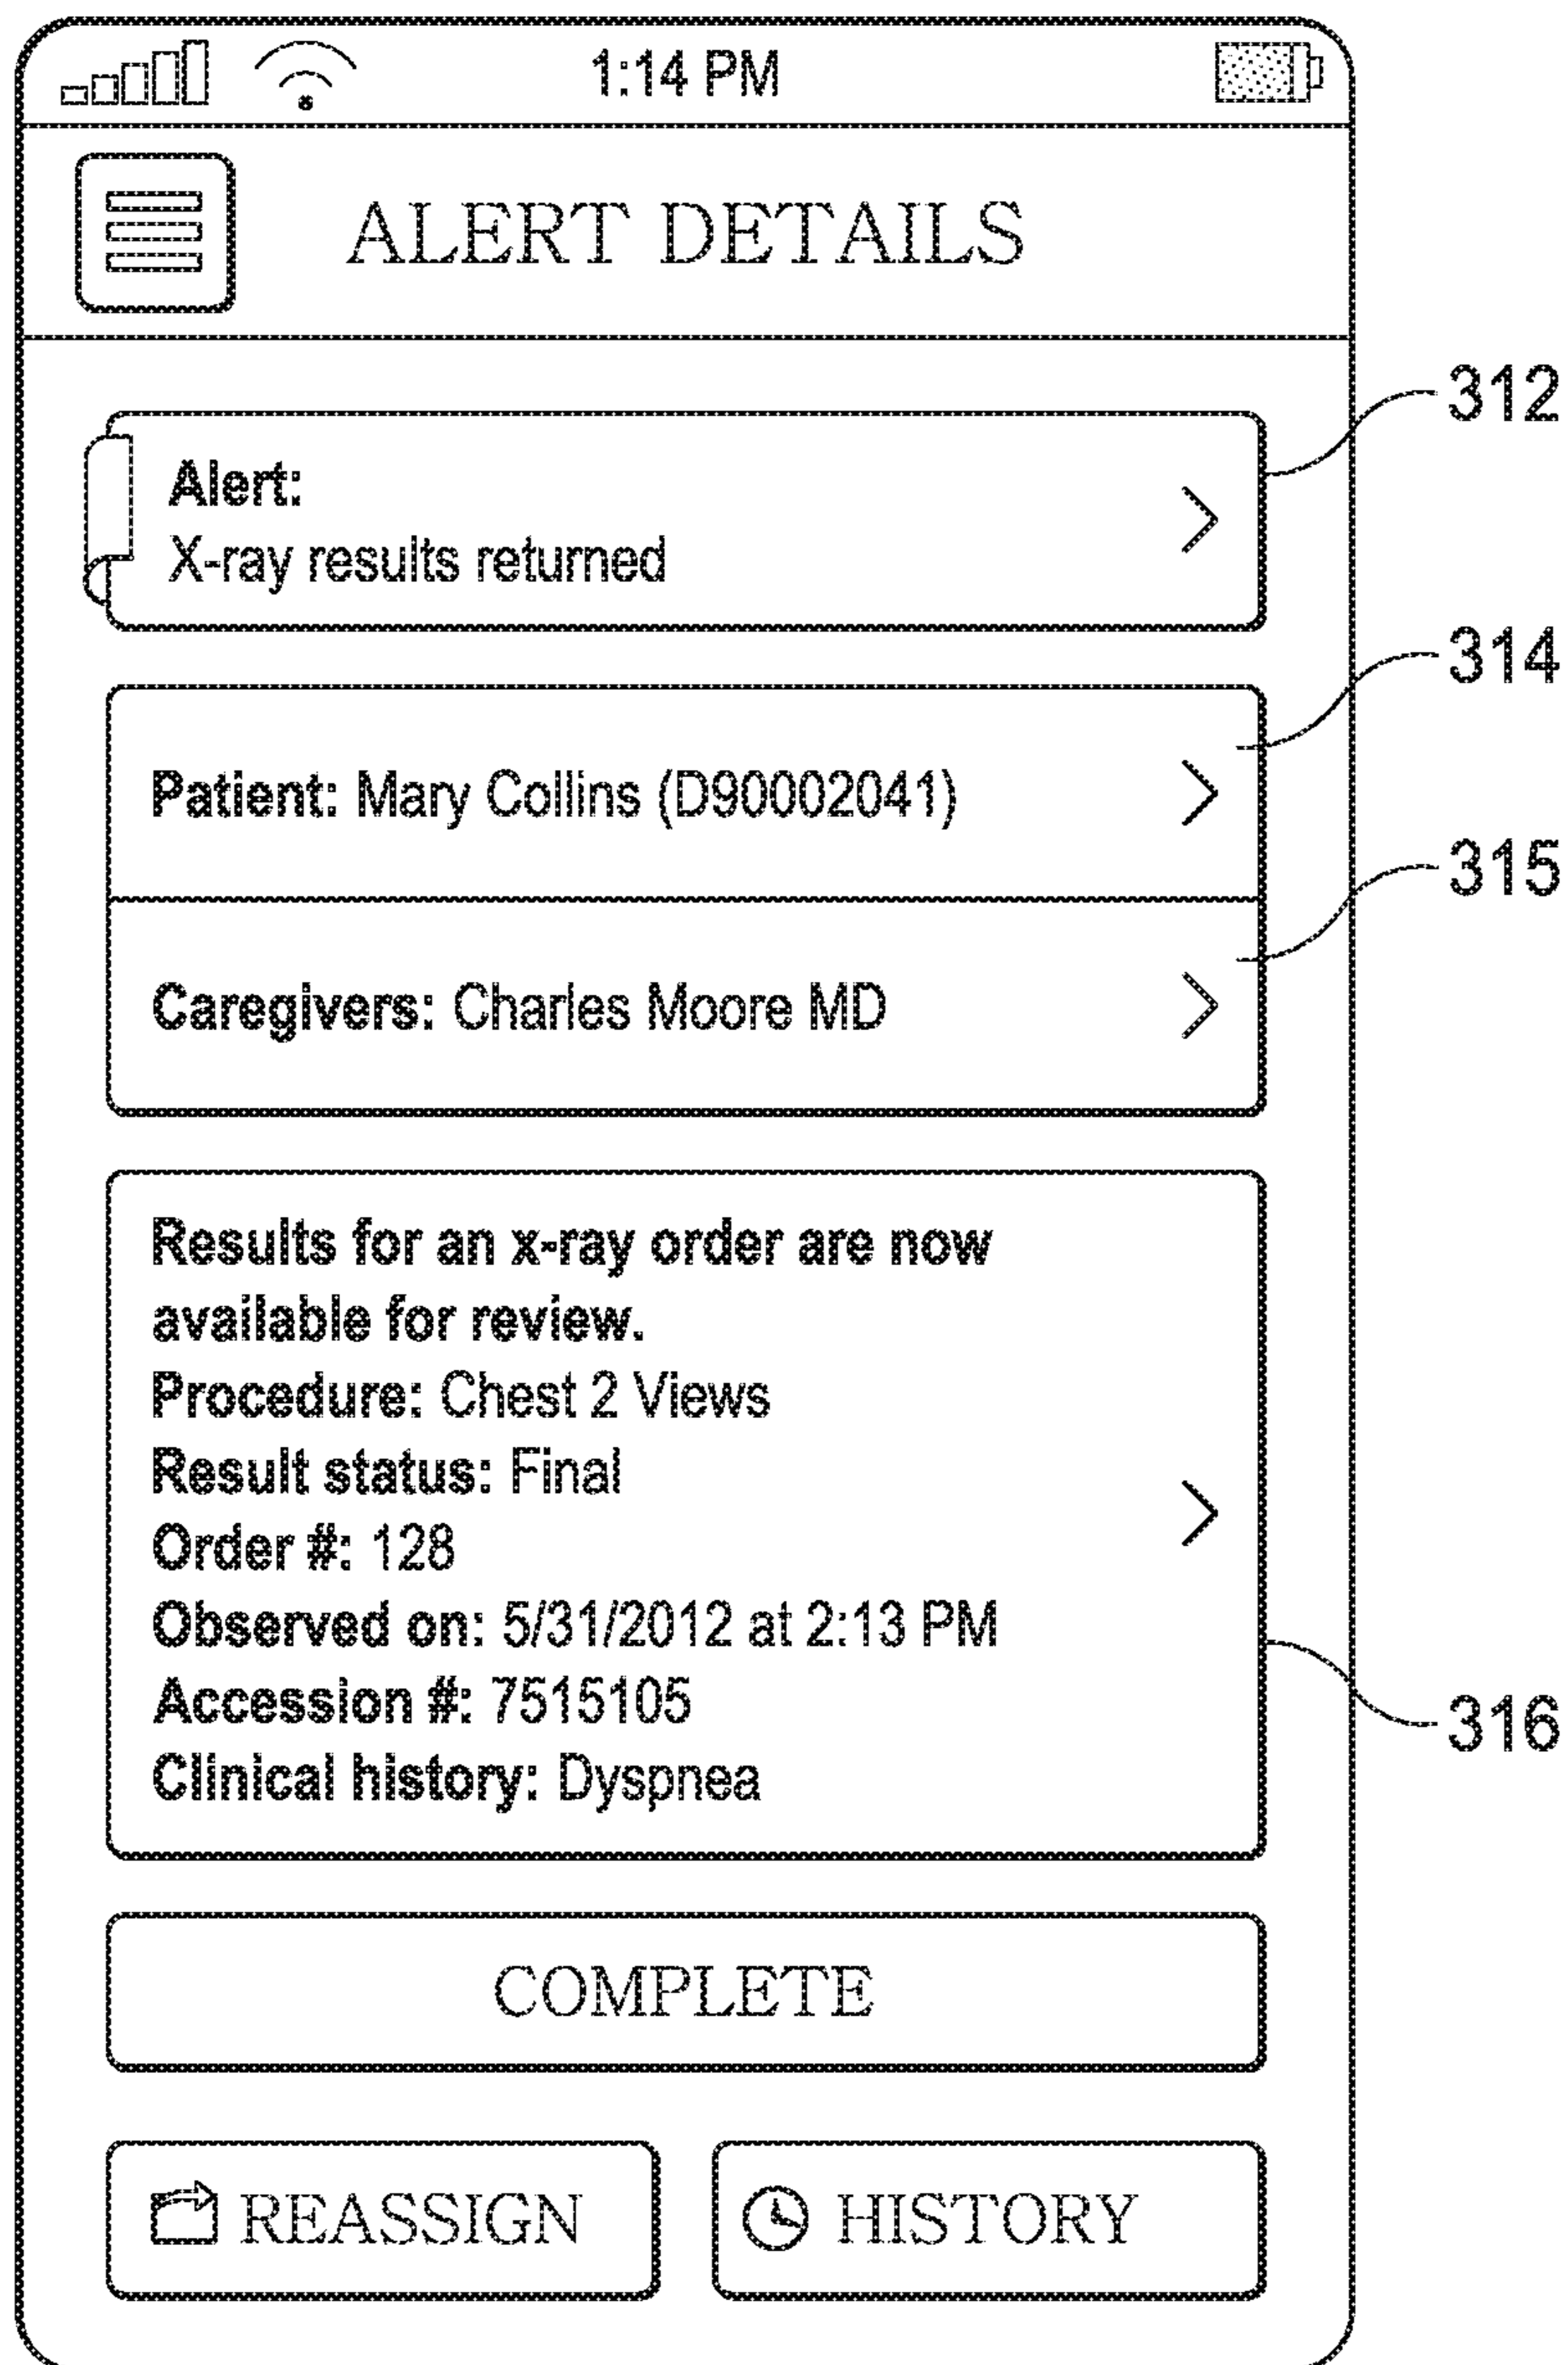 1:14 PM
ALERT DETAILS
312
Alert:
X-ray results returned
314
Patient: Mary Collins (D90002041)
315
Caregivers: Charles Moore MD
Results for an x-ray order are now
available for review.
Procedure: Chest 2 Views
Result status: Final
Order #: 128
Observed on: 5/31/2012 at 2:13 PM
Accession #: 7515105
316
Clinical history: Dyspnea
COMPLETE
REASSIGN
HISTORY